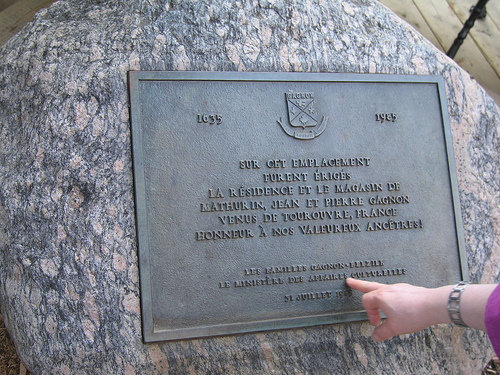 GAGNON
1635 1985
SUR CET EMPLACEMENT
FURENT ÉRIGÉS
LA RÉSIDENCE ET LE MAGASIN DE
MATHURIN, JEAN ET PIERRE GAGNON
VENUS DE TOUROUVRE, FRANCE
HONNEUR À NOS VALEUREUX ANCÊTRES!
LES FAMILLES GAGNON-BELZILE
LE MINISTÈRE DES AFFAIRES CULTURELLES
21 JUILLET